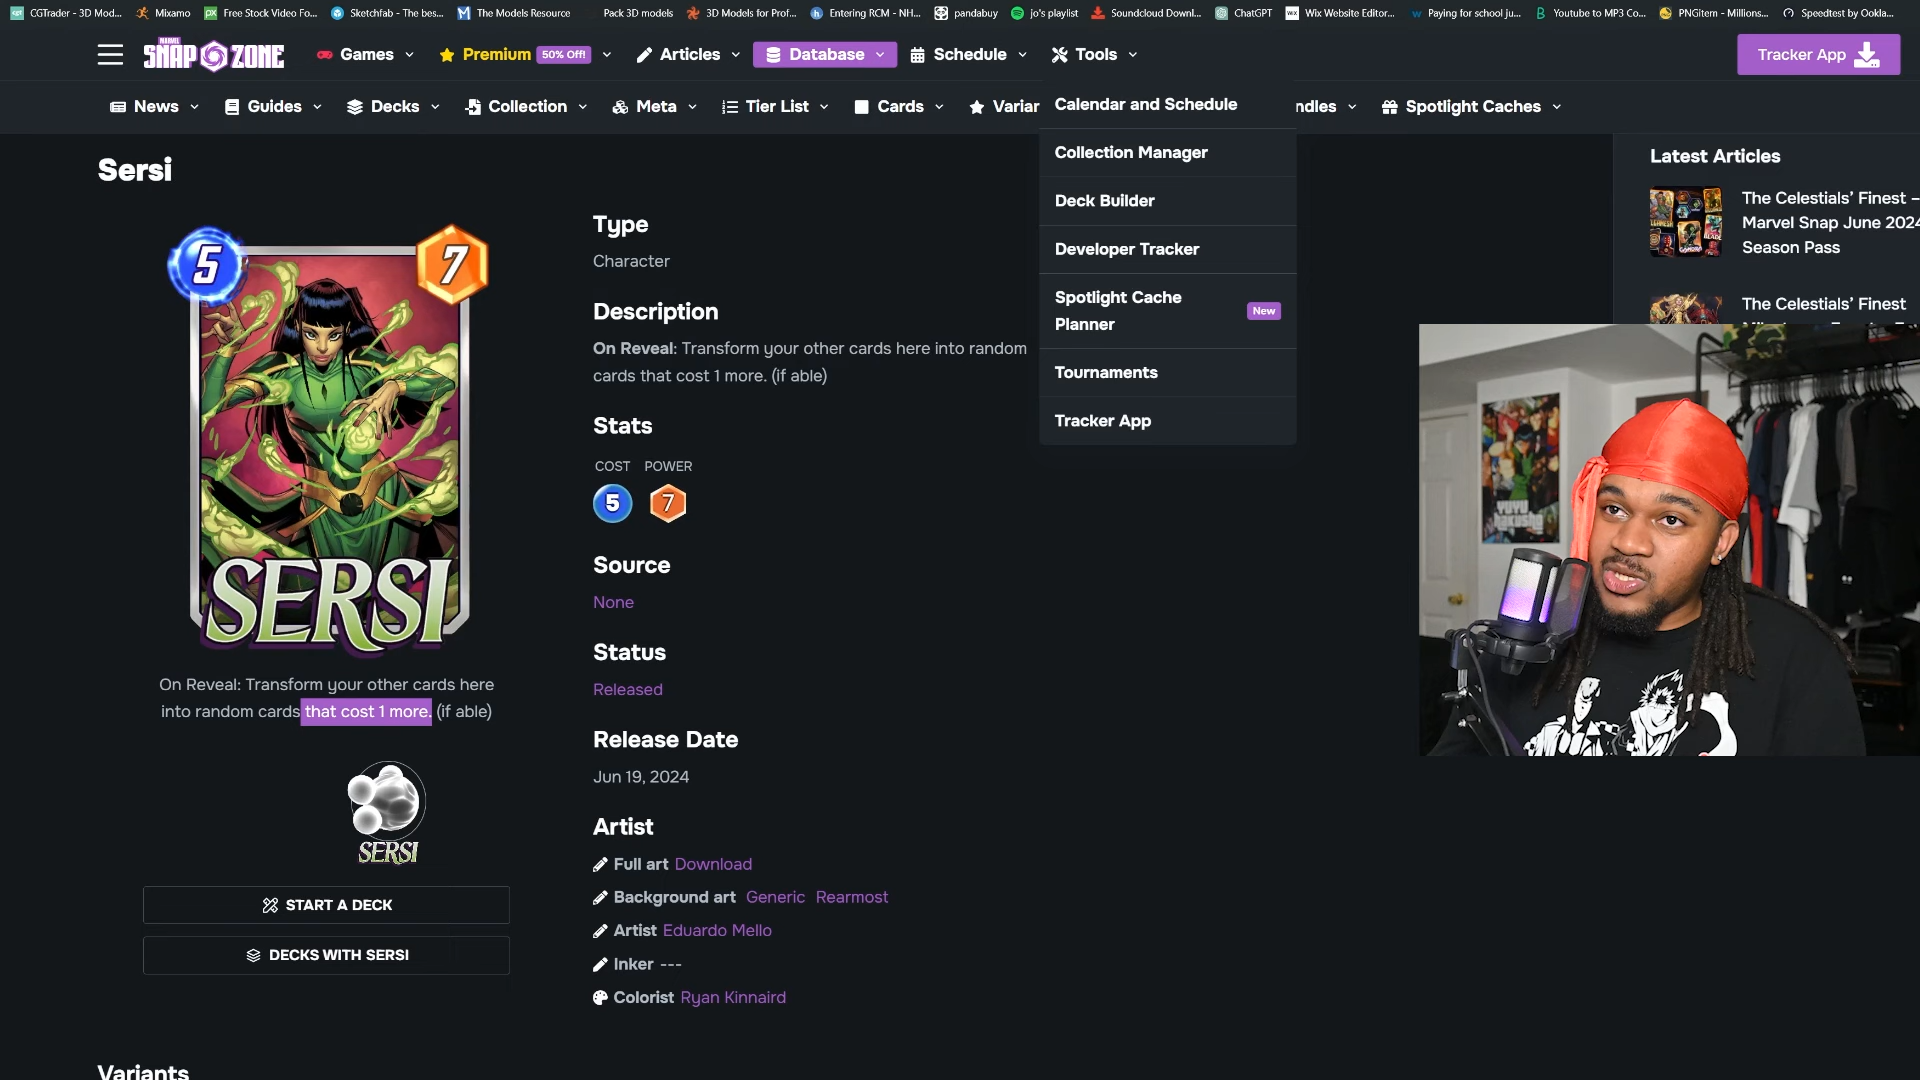 CGTrader - 3D Mod...
Mixamo
Free Stock Video Fo...
Sketchfab - The bes...
The Models Resource
Pack 3D models
3D Models for Prof...
Entering RCM - NH...
pandabuy
jo's playlist
Soundcloud Downl...
ChatGPT
Wix Website Editor...
Paying for school ju...
Youtube to MP3 Co...
PNGitem - Millions...
Speedtest by Ookla...
MARVEL SNAP ZONE
Games
Premium 50% Off!
Articles
Database
Schedule
Tools
Tracker App
News
Guides
Decks
Collection
Meta
Tier List
Cards
Varian
ndles
Spotlight Caches
Calendar and Schedule
Collection Manager
Deck Builder
Developer Tracker
Spotlight Cache
Planner
New
Tournaments
Tracker App
Sersi
5
7
SERSI
On Reveal: Transform your other cards here
into random cards that cost 1 more. (if able)
SERSI
START A DECK
DECKS WITH SERSI
Variants
Type
Character
Description
On Reveal: Transform your other cards here into random
cards that cost 1 more. (if able)
Stats
COST POWER
5 7
Source
None
Status
Released
Release Date
Jun 19, 2024
Artist
Full art Download
Background art Generic Rearmost
Artist Eduardo Mello
Inker ---
Colorist Ryan Kinnaird
Latest Articles
The Celestials’ Finest –
Marvel Snap June 2024
Season Pass
The Celestials’ Finest
YUYU
hakusho